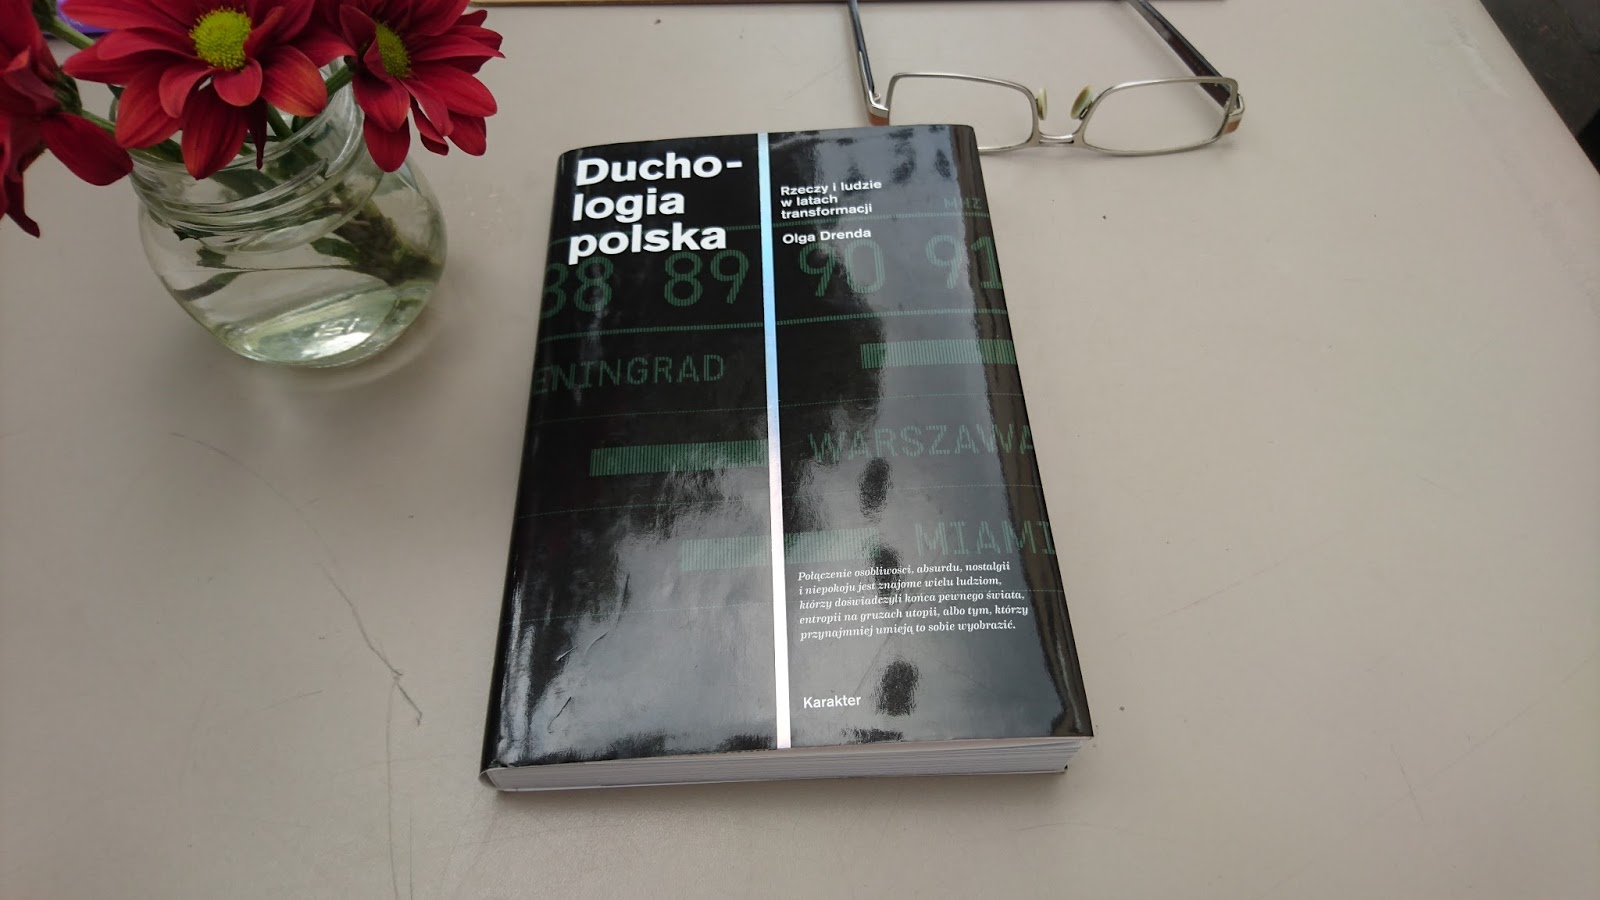 Ducho-
logia
polska
Rzeczy i ludzie
w latach
transformacji
Olga Drenda
MHZ
88 89 90 91
ENINGRAD
WARSZAWA
MIAMI
Połączenie osobliwości, absurdu, nostalgii
i niepokoju jest znajome wielu ludziom,
którzy doświadczyli końca pewnego świata,
entropii na gruzach utopii, albo tym, którzy
przynajmniej umieją to sobie wyobrazić.
Karakter